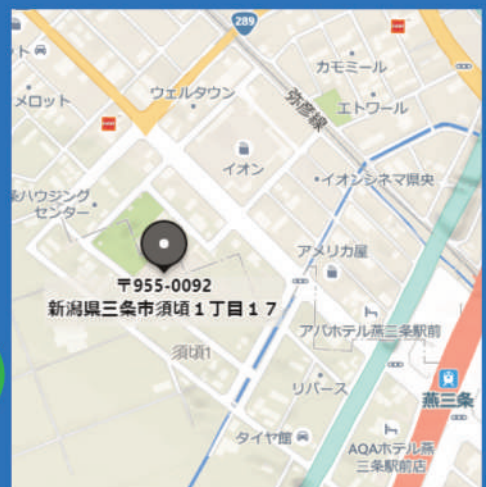 289
カモミール
メロット
ウェルタウン
エトワール
弥彦線
イオン
イオンシネマ県央
ハウジング
センター
アメリカ屋
〒955-0092
新潟県三条市須頃1丁目17
アパホテル燕三条駅前
須頃1
リバース
燕三条
タイヤ館
AQAホテル燕
三条駅前店